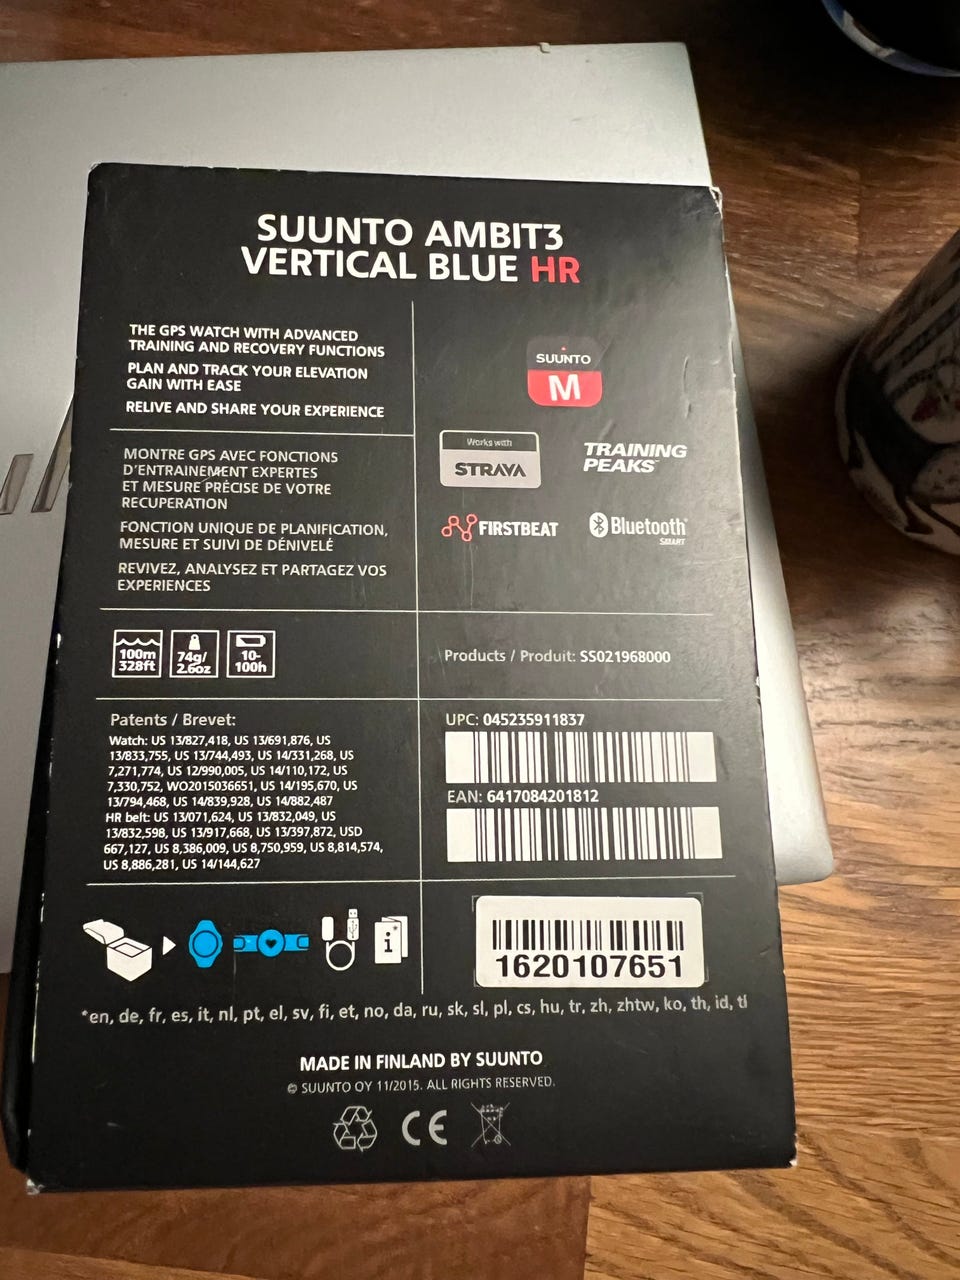 SUUNTO AMBIT3
VERTICAL BLUE HR
THE GPS WATCH WITH ADVANCED
TRAINING AND RECOVERY FUNCTIONS
PLAN AND TRACK YOUR ELEVATION
GAIN WITH EASE
RELIVE AND SHARE YOUR EXPERIENCE
MONTRE GPS AVEC FONCTIONS
D'ENTRAINEMENT EXPERTES
ET MESURE PRÉCISE DE VOTRE
RECUPERATION
FONCTION UNIQUE DE PLANIFICATION,
MESURE ET SUIVI DE DÉNIVELÉ
REVIVEZ, ANALYSEZ ET PARTAGEZ VOS
EXPERIENCES
SUUNTO
M
Works with
STRAVA
TRAINING
PEAKS
FIRSTBEAT
Bluetooth®
SMART
100m
328ft
74g/
2.6oz
10-
100h
Products / Produit: SS021968000
Patents / Brevet:
Watch: US 13/827,418, US 13/691,876, US
13/833,755, US 13/744,493, US 14/331,268, US
7,271,774, US 12/990,005, US 14/110,172, US
7,330,752, WO2015036651, US 14/195,670, US
13/794,468, US 14/839,928, US 14/882,487
HR belt: US 13/071,624, US 13/832,049, US
13/832,598, US 13/917,668, US 13/397,872, USD
667,127, US 8,386,009, US 8,750,959, US 8,814,574,
US 8,886,281, US 14/144,627
UPC: 045235911837
EAN: 6417084201812
i*
1620107651
*en, de, fr, es, it, nl, pt, el, sv, fi, et, no, da, ru, sk, sl, pl, cs, hu, tr, zh, zhtw, ko, th, id, tl
MADE IN FINLAND BY SUUNTO
© SUUNTO OY 11/2015. ALL RIGHTS RESERVED.
CE